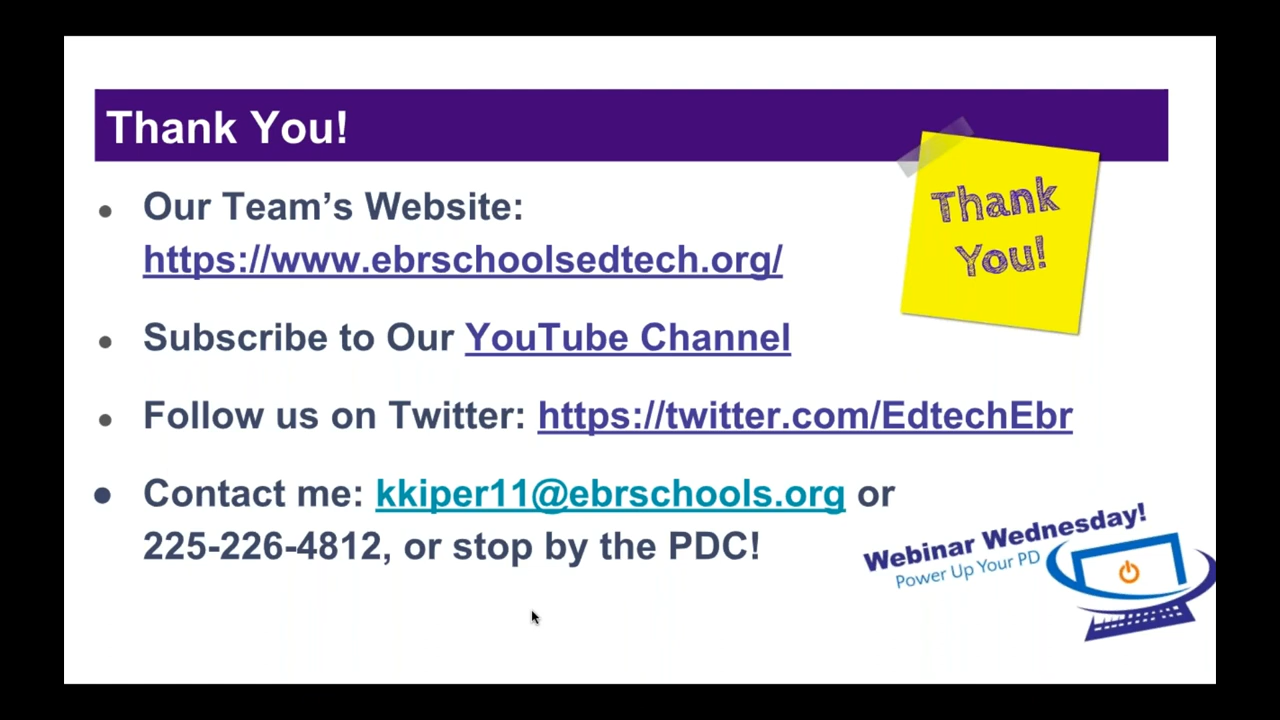 Thank You!
Thank
You!
Our Team's Website:
https://www.ebrschoolsedtech.org/
Subscribe to Our YouTube Channel
Follow us on Twitter: https://twitter.com/EdtechEbr
Contact me: kkiper11@ebrschools.org or
225-226-4812, or stop by the PDC!
Webinar Wednesday!
Power Up Your PD